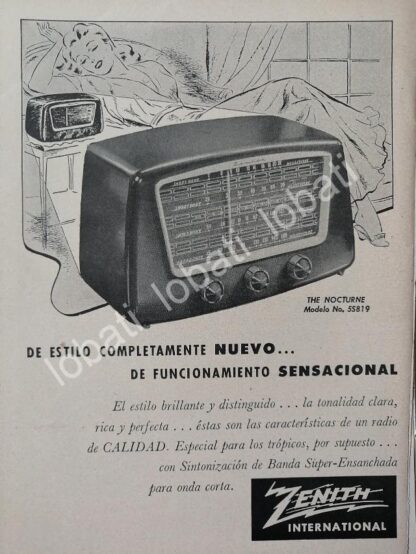 THE NOCTURNE
Modelo No, 5S819
DE ESTILO COMPLETAMENTE NUEVO...
DE FUNCIONAMIENTO SENSACIONAL
El estilo brillante y distinguido . . . la tonalidad clara,
rica y perfecta . . . éstas son las características de un radio
de CALIDAD. Especial para los trópicos, por supuesto . . .
con Sintonización de Banda Super-Ensanchada
para onda corta.
ZENITH
INTERNATIONAL
lobati lobati lobati